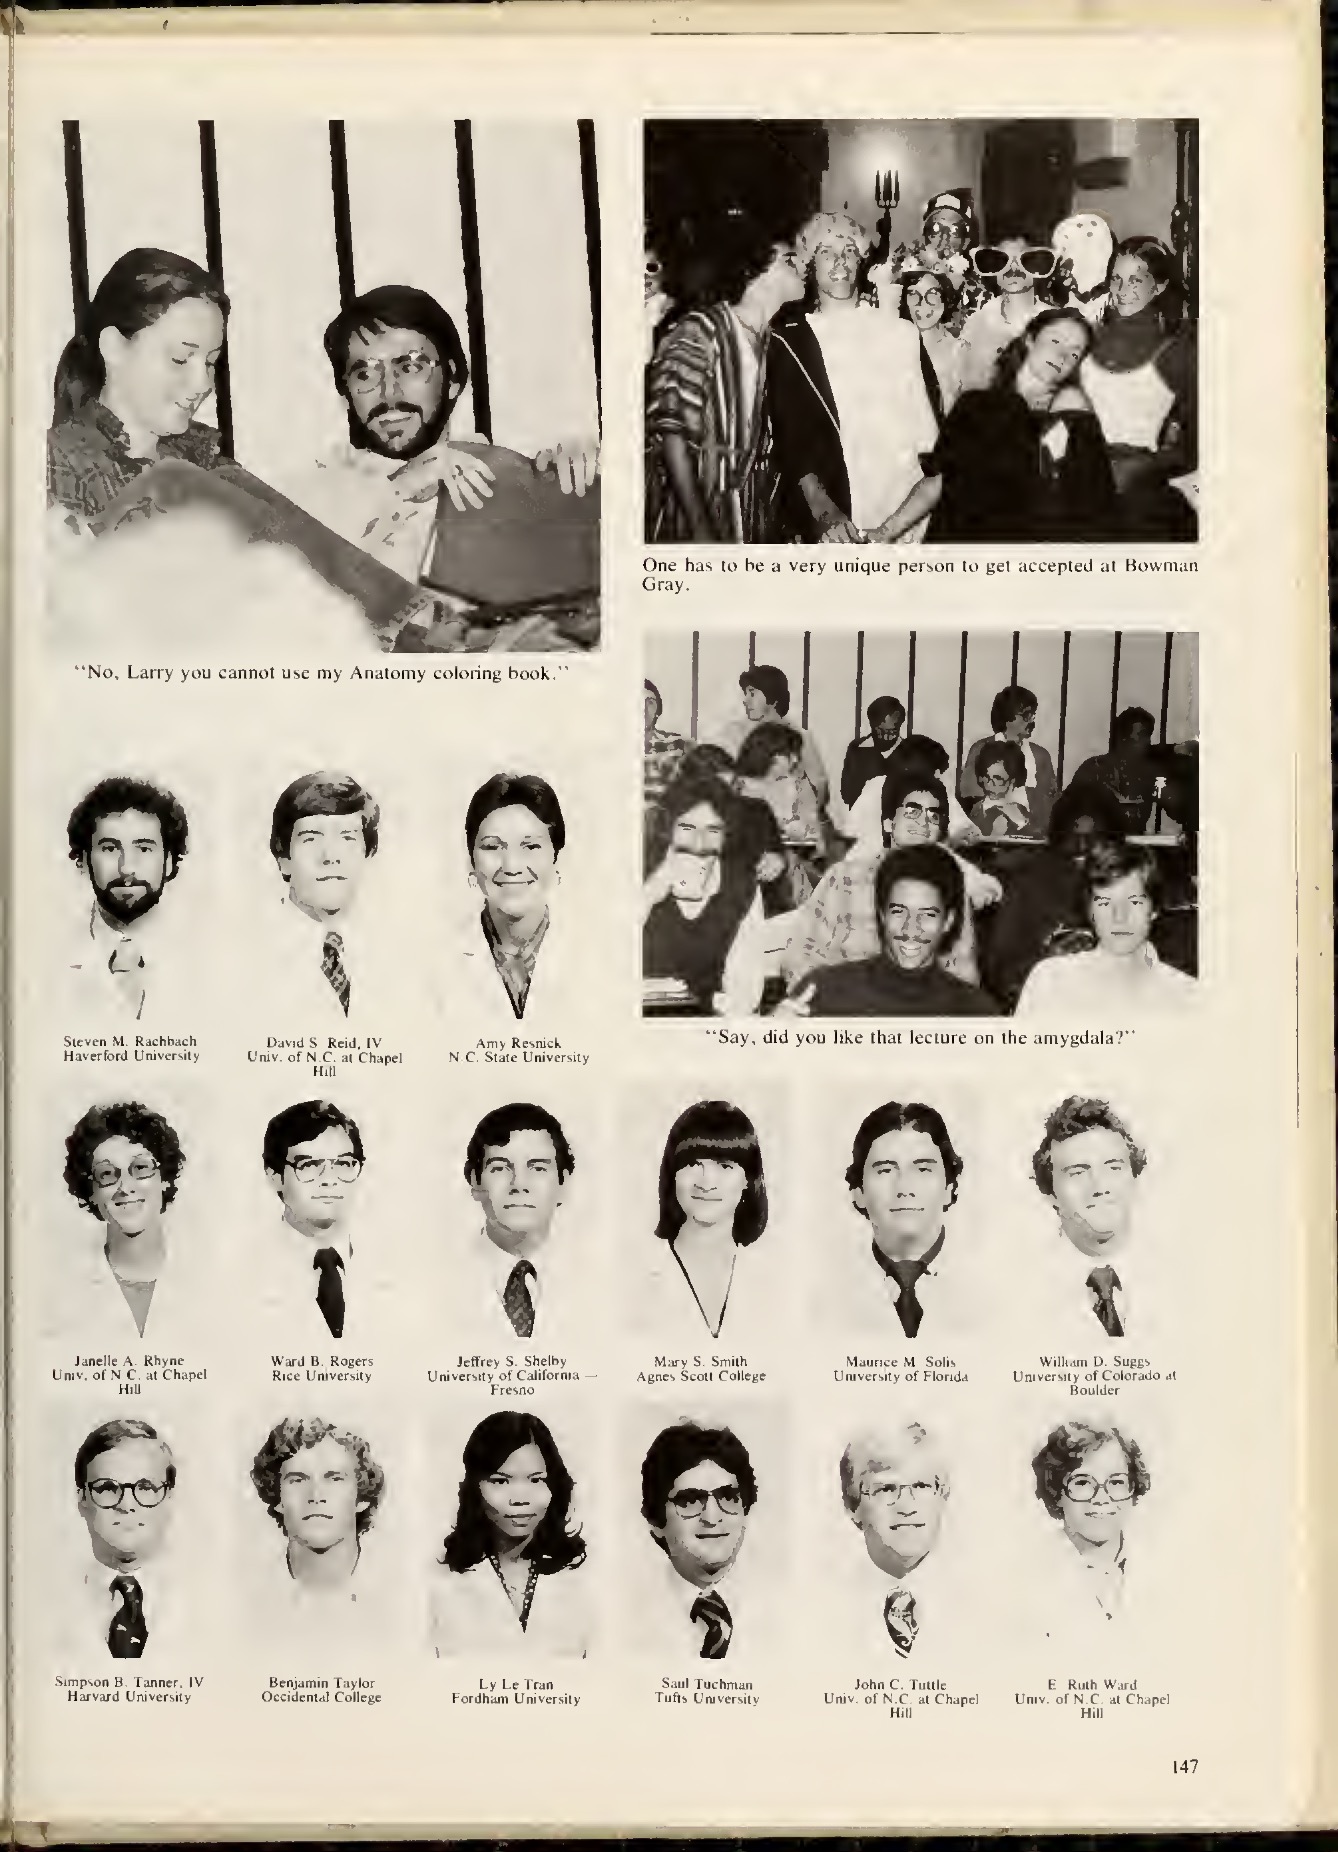 "No, Larry you cannot use my Anatomy coloring book."
One has to be a very unique person to get accepted at Bowman
Gray.
"Say, did you like that lecture on the amygdala?"
Steven M. Rachbach
Haverford University
David S Reid, IV
Univ. of N.C. at Chapel
Hill
Amy Resnick
N C. State University
Janelle A. Rhyne
Univ. of N C. at Chapel
Hill
Ward B. Rogers
Rice University
Jeffrey S. Shelby
University of California —
Fresno
Mary S. Smith
Agnes Scott College
Maurice M Solis
University of Florida
William D. Suggs
University of Colorado at
Boulder
Simpson B. Tanner, IV
Harvard University
Benjamin Taylor
Occidental College
Ly Le Tran
Fordham University
Saul Tuchman
Tufts University
John C. Tuttle
Univ. of N.C. at Chapel
Hill
E Ruth Ward
Univ. of N.C. at Chapel
Hill
147